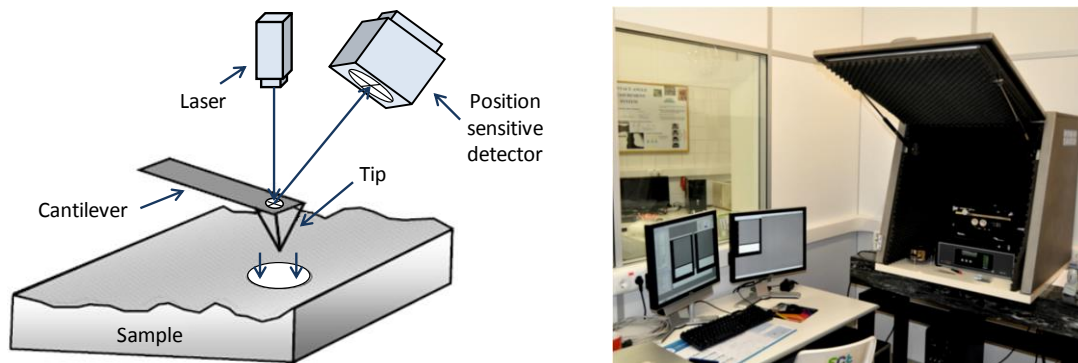 Laser
Position
sensitive
detector
Tip
Cantilever
Sample